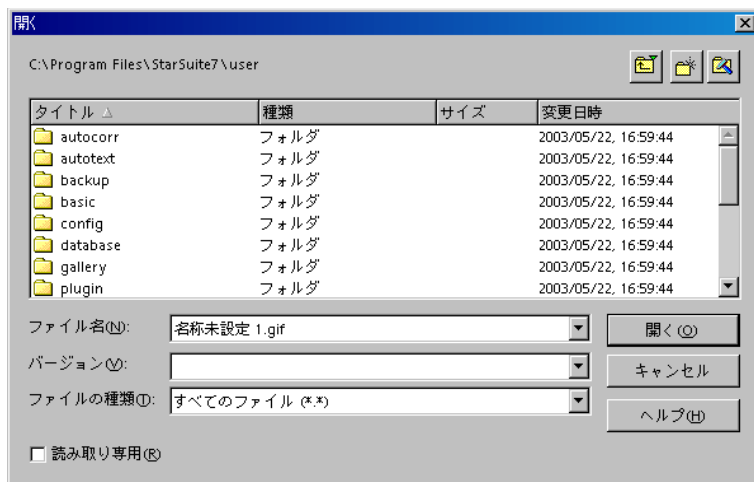 開く
C:\Program Files\StarSuite7\user
タイトル 種類 サイズ 変更日時
autocorr フォルダ 2003/05/22, 16:59:44
autotext フォルダ 2003/05/22, 16:59:44
backup フォルダ 2003/05/22, 16:59:44
basic フォルダ 2003/05/22, 16:59:44
config フォルダ 2003/05/22, 16:59:44
database フォルダ 2003/05/22, 16:59:44
gallery フォルダ 2003/05/22, 16:59:44
plugin フォルダ 2003/05/22, 16:59:44
ファイル名(N): 名称未設定 1.gif 開く(O)
バージョン(V): キャンセル
ファイルの種類(T): すべてのファイル (*.*)
ヘルプ(H)
読み取り専用(R)